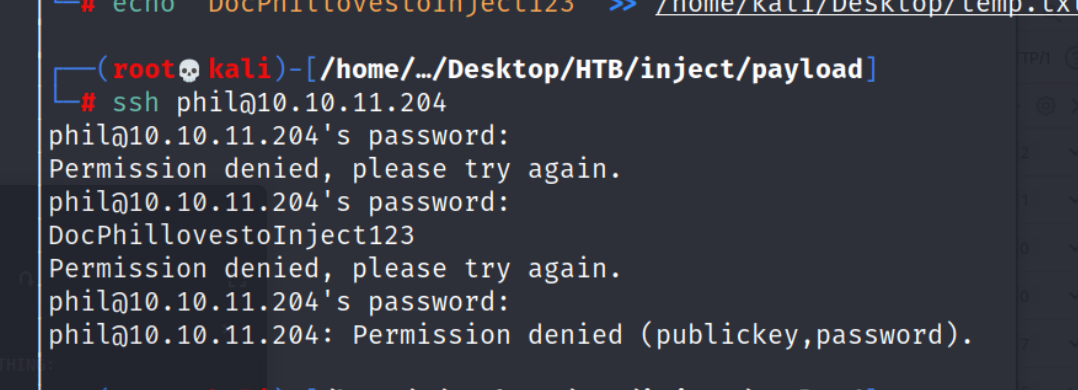 # echo "DocPhillovestoInject123" >> /home/kali/Desktop/temp.txt
(root💀kali)-[/home/…/Desktop/HTB/inject/payload]
# ssh phil@10.10.11.204
phil@10.10.11.204's password:
Permission denied, please try again.
phil@10.10.11.204's password:
DocPhillovestoInject123
Permission denied, please try again.
phil@10.10.11.204's password:
phil@10.10.11.204: Permission denied (publickey,password).